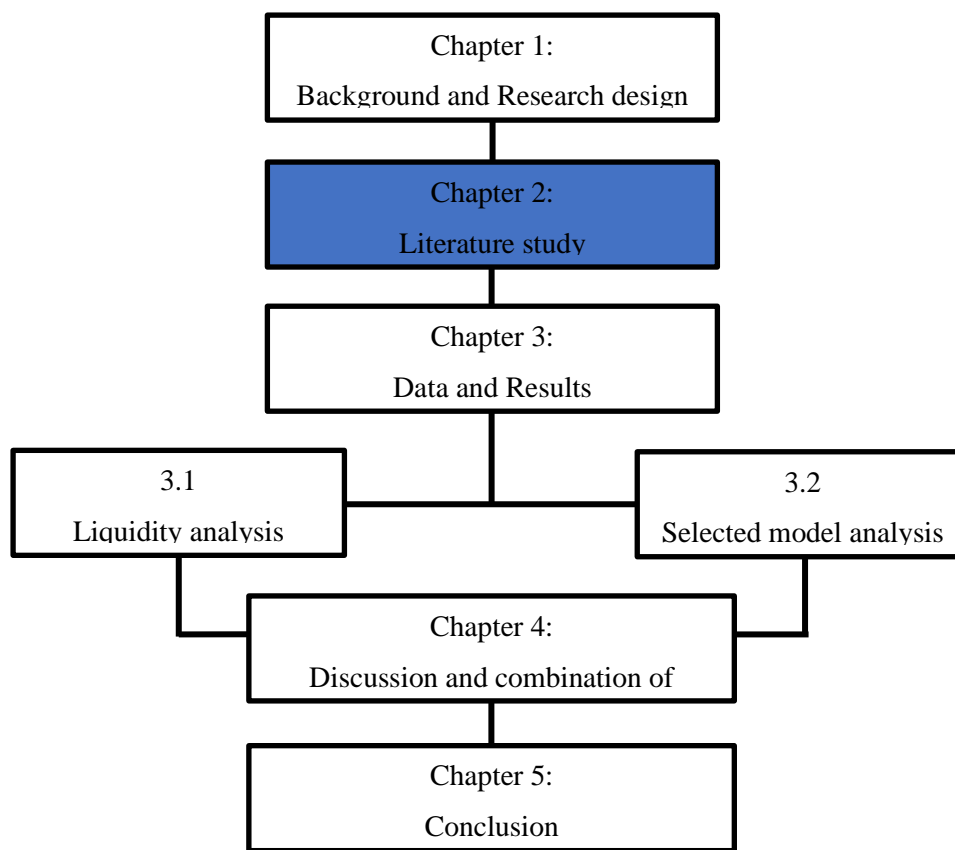 Chapter 1:
Background and Research design
Chapter 2:
Literature study
Chapter 3:
Data and Results
3.1
Liquidity analysis
3.2
Selected model analysis
Chapter 4:
Discussion and combination of
Chapter 5:
Conclusion